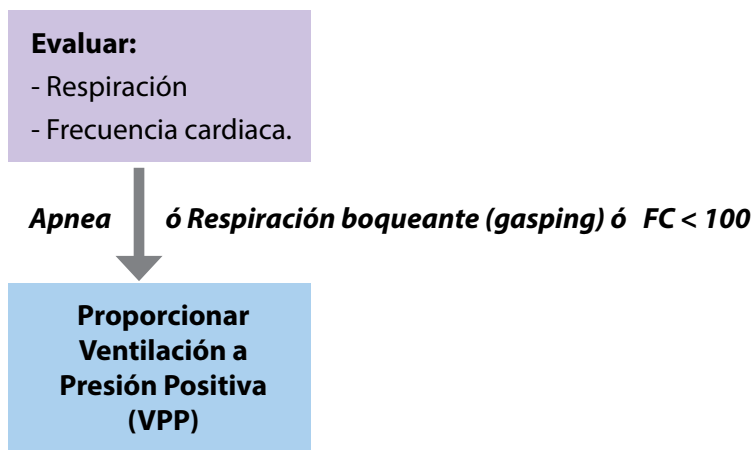 Evaluar:
- Respiración
- Frecuencia cardiaca.
Apnea ó Respiración boqueante (gasping) ó FC < 100
Proporcionar
Ventilación a
Presión Positiva
(VPP)